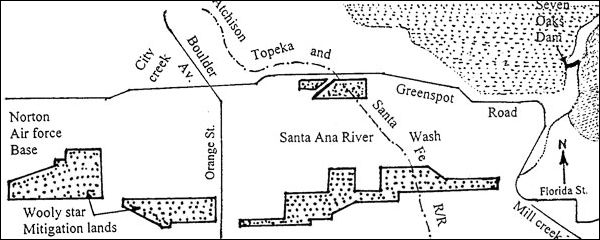 Seven
Oaks
Dam
Atchison
Topeka and
Santa
Fe
R/R
City
creek
Boulder
Av.
Greenspot
Road
Norton
Air force
Base
Orange St.
Santa Ana River Wash
N
Florida St.
Wooly star
Mitigation lands
Mill creek